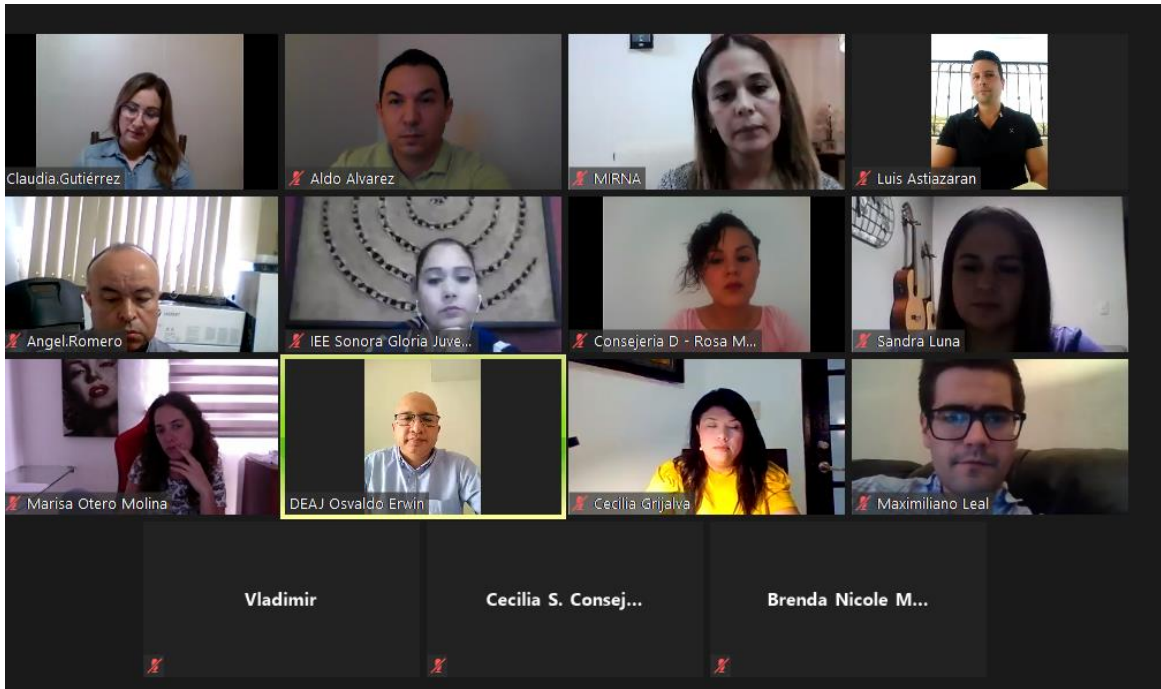 Claudia.Gutiérrez
Aldo Alvarez
MIRNA
Luis Astiazaran
Angel.Romero
IEE Sonora Gloria Juve...
Consejeria D - Rosa M...
Sandra Luna
Marisa Otero Molina
DEAJ Osvaldo Erwin
Cecilia Grijalva
Maximiliano Leal
Vladimir
Cecilia S. Consej...
Brenda Nicole M...